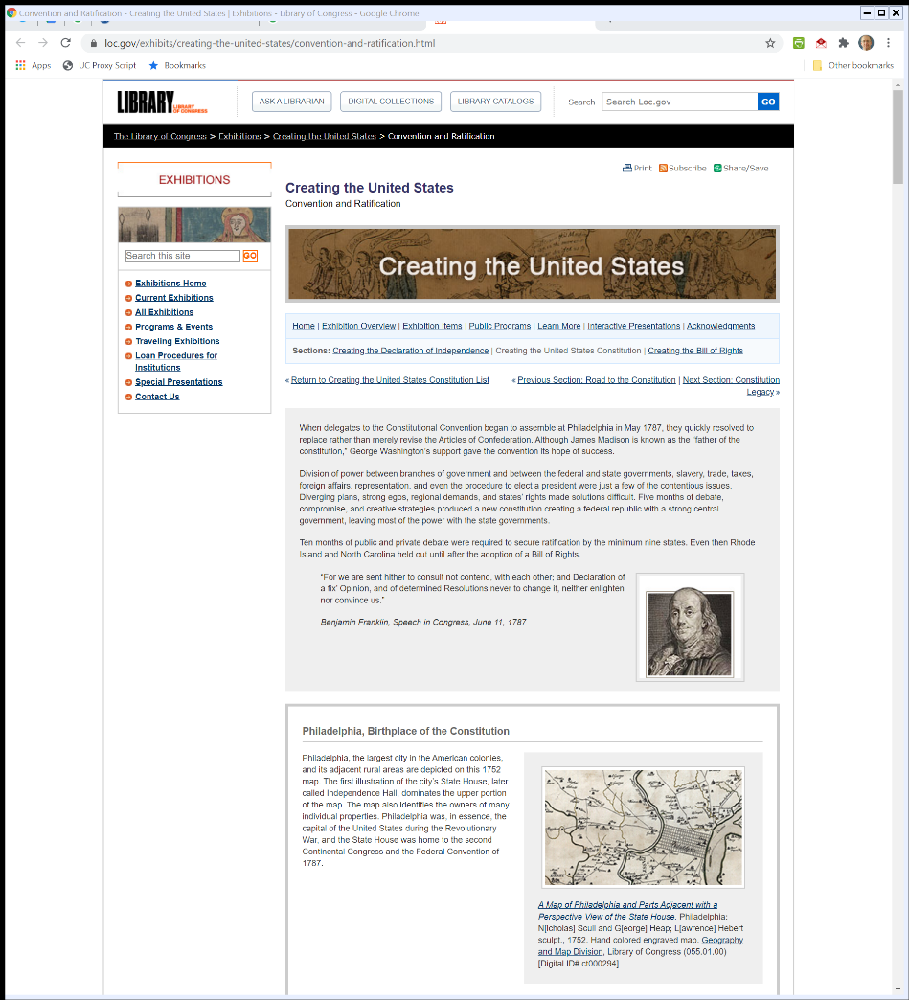 Convention and Ratification - Creating the United States | Exhibitions - Library of Congress - Google Chrome
loc.gov/exhibits/creating-the-united-states/convention-and-ratification.html
Apps UC Proxy Script Bookmarks Other bookmarks
LIBRARY LIBRARY OF CONGRESS
ASK A LIBRARIAN DIGITAL COLLECTIONS LIBRARY CATALOGS Search Search Loc.gov GO
The Library of Congress > Exhibitions > Creating the United States > Convention and Ratification
Print Subscribe Share/Save
EXHIBITIONS
Search this site GO
Exhibitions Home
Current Exhibitions
All Exhibitions
Programs & Events
Traveling Exhibitions
Loan Procedures for
Institutions
Special Presentations
Contact Us
Creating the United States
Convention and Ratification
Creating the United States
Home | Exhibition Overview | Exhibition Items | Public Programs | Learn More | Interactive Presentations | Acknowledgments
Sections: Creating the Declaration of Independence | Creating the United States Constitution | Creating the Bill of Rights
« Return to Creating the United States Constitution List
« Previous Section: Road to the Constitution | Next Section: Constitution
Legacy »
When delegates to the Constitutional Convention began to assemble at Philadelphia in May 1787, they quickly resolved to
replace rather than merely revise the Articles of Confederation. Although James Madison is known as the “father of the
constitution,” George Washington’s support gave the convention its hope of success.
Division of power between branches of government and between the federal and state governments, slavery, trade, taxes,
foreign affairs, representation, and even the procedure to elect a president were just a few of the contentious issues.
Diverging plans, strong egos, regional demands, and states’ rights made solutions difficult. Five months of debate,
compromise, and creative strategies produced a new constitution creating a federal republic with a strong central
government, leaving most of the power with the state governments.
Ten months of public and private debate were required to secure ratification by the minimum nine states. Even then Rhode
Island and North Carolina held out until after the adoption of a Bill of Rights.
“For we are sent hither to consult not contend, with each other; and Declaration of
a fix’ Opinion, and of determined Resolutions never to change it, neither enlighten
nor convince us.”
Benjamin Franklin, Speech in Congress, June 11, 1787
Philadelphia, Birthplace of the Constitution
Philadelphia, the largest city in the American colonies,
and its adjacent rural areas are depicted on this 1752
map. The first illustration of the city’s State House, later
called Independence Hall, dominates the upper portion
of the map. The map also identifies the owners of many
individual properties. Philadelphia was, in essence, the
capital of the United States during the Revolutionary
War, and the State House was home to the second
Continental Congress and the Federal Convention of
1787.
A Map of Philadelphia and Parts Adjacent with a
Perspective View of the State House. Philadelphia:
N[icholas] Scull and G[eorge] Heap; L[awrence] Hebert
sculpt., 1752. Hand colored engraved map. Geography
and Map Division, Library of Congress (055.01.00)
[Digital ID# ct000294]